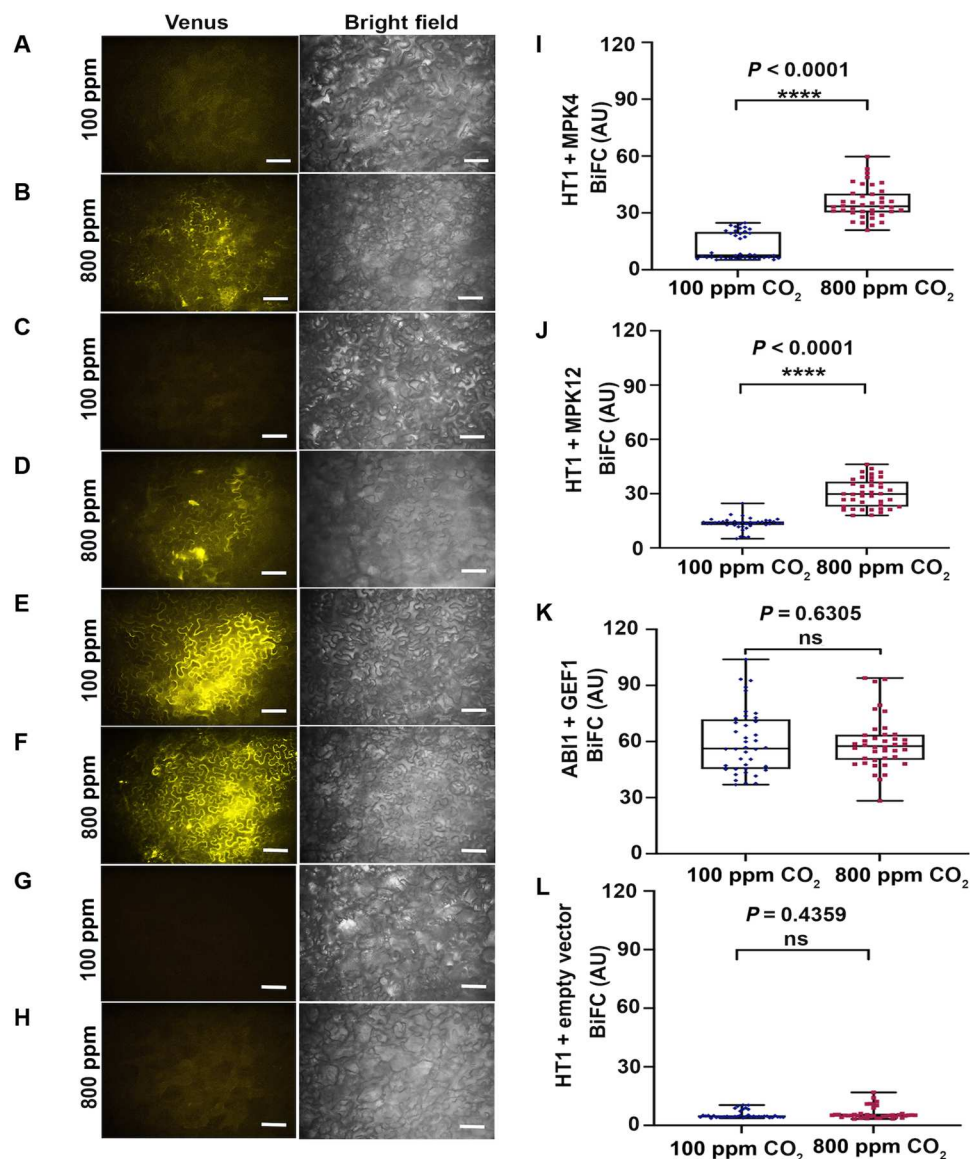 Venus
Bright field
A
100 ppm
B
800 ppm
C
100 ppm
D
800 ppm
E
100 ppm
F
800 ppm
G
100 ppm
H
800 ppm
I
HT1 + MPK4
BiFC (AU)
120
90
60
30
0
P < 0.0001
****
100 ppm CO₂
800 ppm CO₂
J
HT1 + MPK12
BiFC (AU)
120
90
60
30
0
P < 0.0001
****
100 ppm CO₂
800 ppm CO₂
K
ABI1 + GEF1
BiFC (AU)
120
90
60
30
0
P = 0.6305
ns
100 ppm CO₂
800 ppm CO₂
L
HT1 + empty vector
BiFC (AU)
120
90
60
30
0
P = 0.4359
ns
100 ppm CO₂
800 ppm CO₂